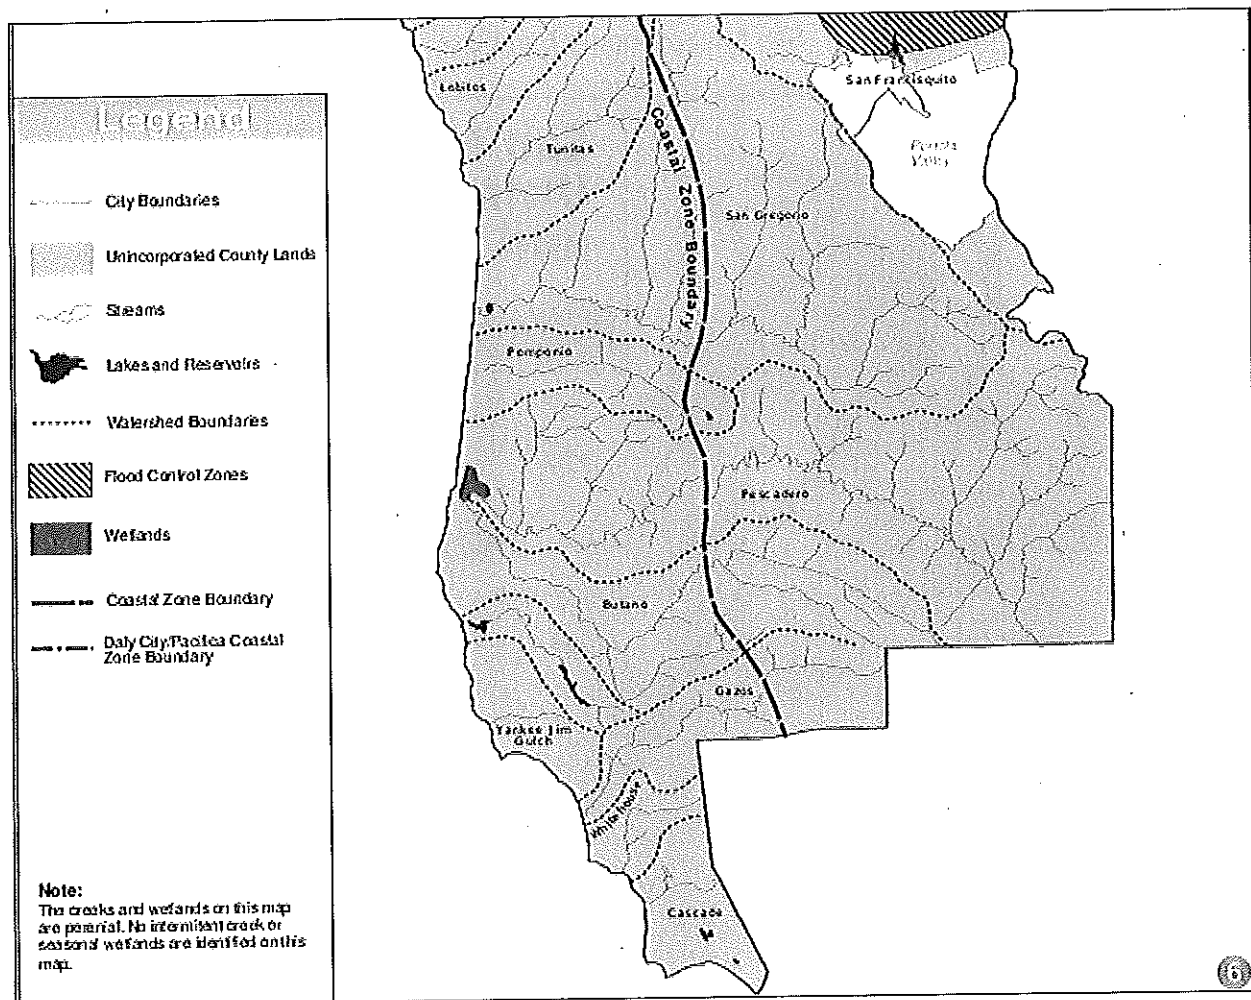 Legend
City Boundaries
Unincorporated County Lands
Streams
Lakes and Reservoirs
Watershed Boundaries
Flood Control Zones
Wetlands
Coastal Zone Boundary
Daly City/Pacifica Coastal
Zone Boundary
Note:
The creeks and wetlands on this map
are perenial. No intermitent creek or
seasonal wetlands are identified on this
map.
Lobitos
Tunitas
Coastal Zone Boundary
San Francisquito
Portola
Valley
San Gregorio
Pomponio
Pescadero
Butano
Gazos
Yankee Jim
Gulch
Whitehouse
Cascade
6